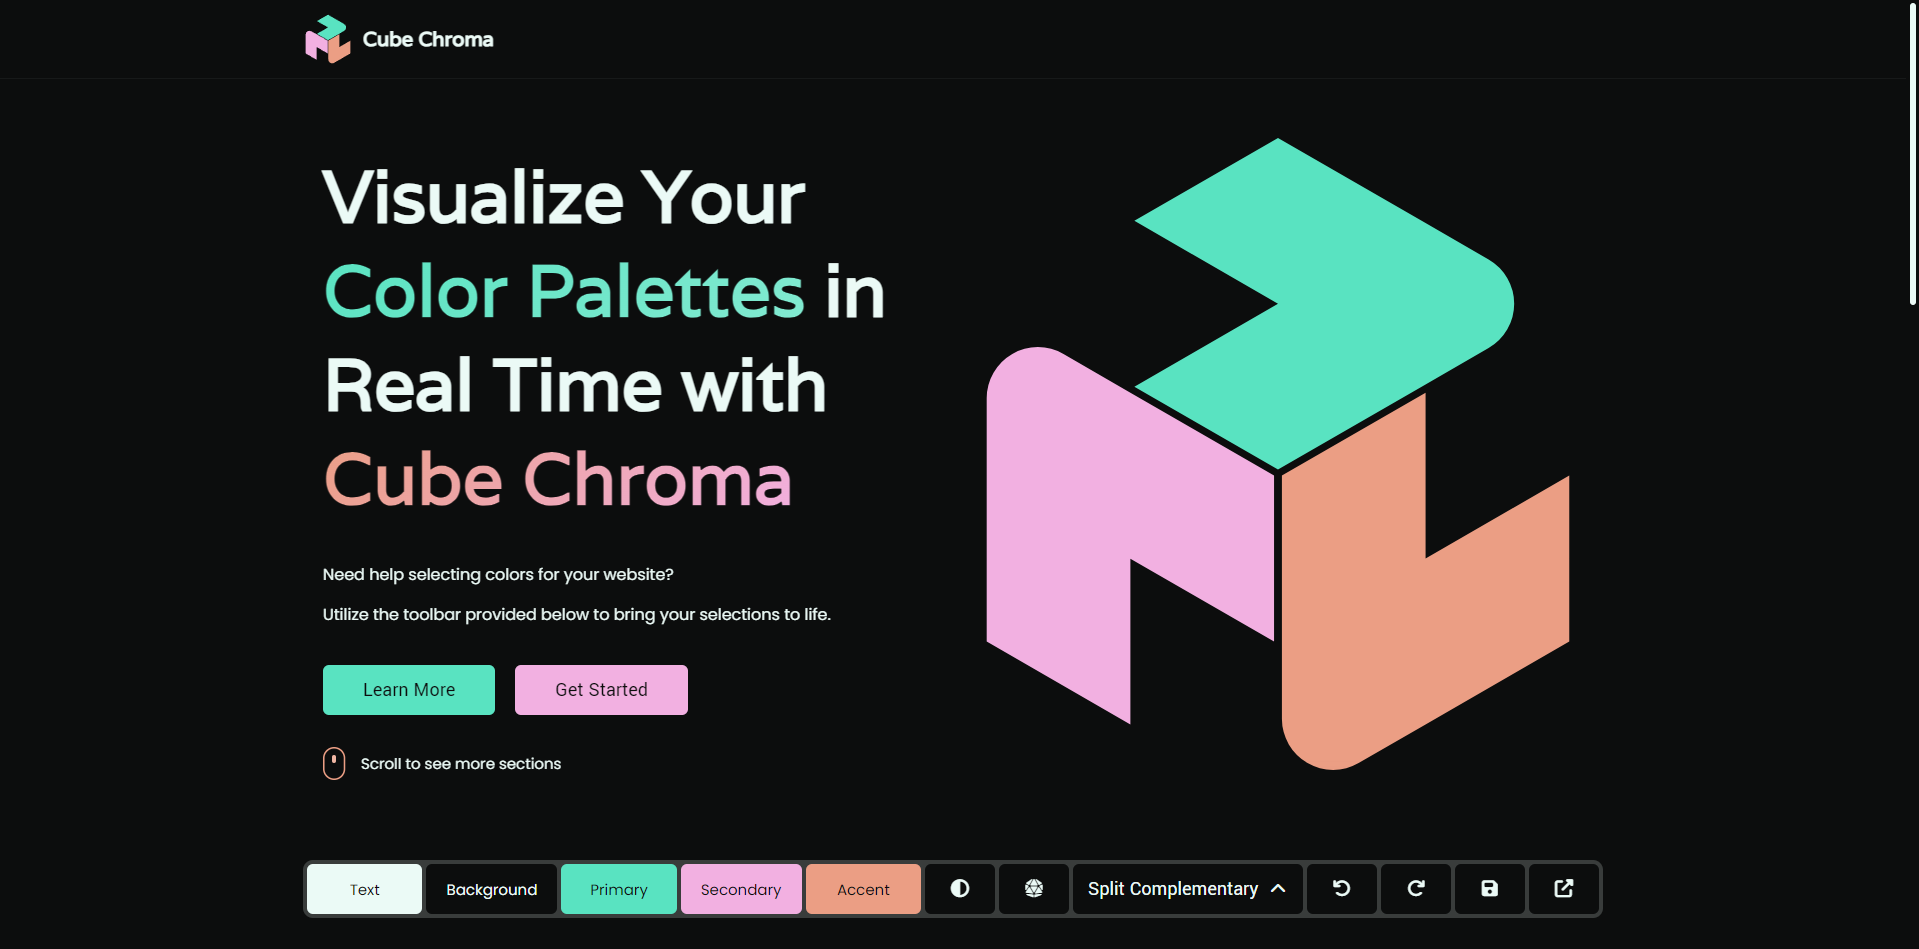 Cube Chroma
Visualize Your
Color Palettes in
Real Time with
Cube Chroma
Need help selecting colors for your website?
Utilize the toolbar provided below to bring your selections to life.
Learn More
Get Started
Scroll to see more sections
Text
Background
Primary
Secondary
Accent
Split Complementary